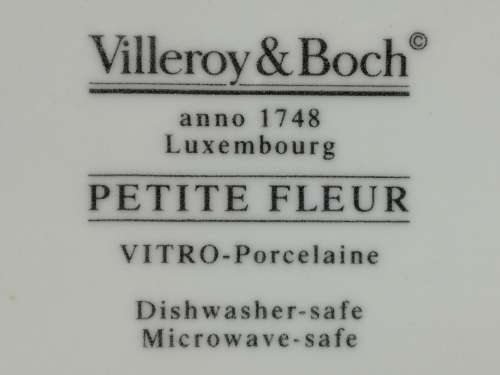 Villeroy & Boch©
anno 1748
Luxembourg
PETITE FLEUR
VITRO-Porcelaine
Dishwasher-safe
Microwave-safe